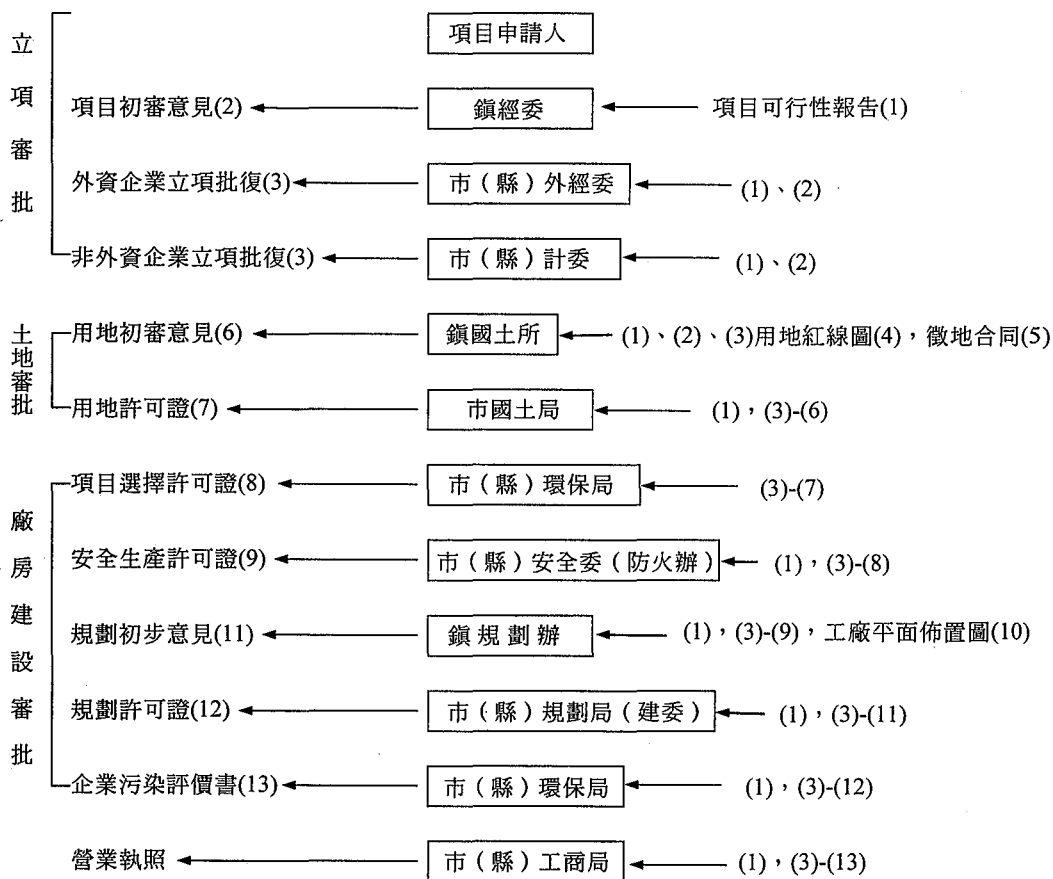 立項審批
項目申請人
項目初審意見(2) 鎮經委 項目可行性報告(1)
外資企業立項批復(3) 市（縣）外經委 (1)、(2)
非外資企業立項批復(3) 市（縣）計委 (1)、(2)
土地審批
用地初審意見(6) 鎮國土所 (1)、(2)、(3)用地紅線圖(4)，徵地合同(5)
用地許可證(7) 市國土局 (1)，(3)-(6)
廠房建設審批
項目選擇許可證(8) 市（縣）環保局 (3)-(7)
安全生產許可證(9) 市（縣）安全委（防火辦） (1)，(3)-(8)
規劃初步意見(11) 鎮規劃辦 (1)，(3)-(9)，工廠平面佈置圖(10)
規劃許可證(12) 市（縣）規劃局（建委） (1)，(3)-(11)
企業污染評價書(13) 市（縣）環保局 (1)，(3)-(12)
營業執照 市（縣）工商局 (1)，(3)-(13)